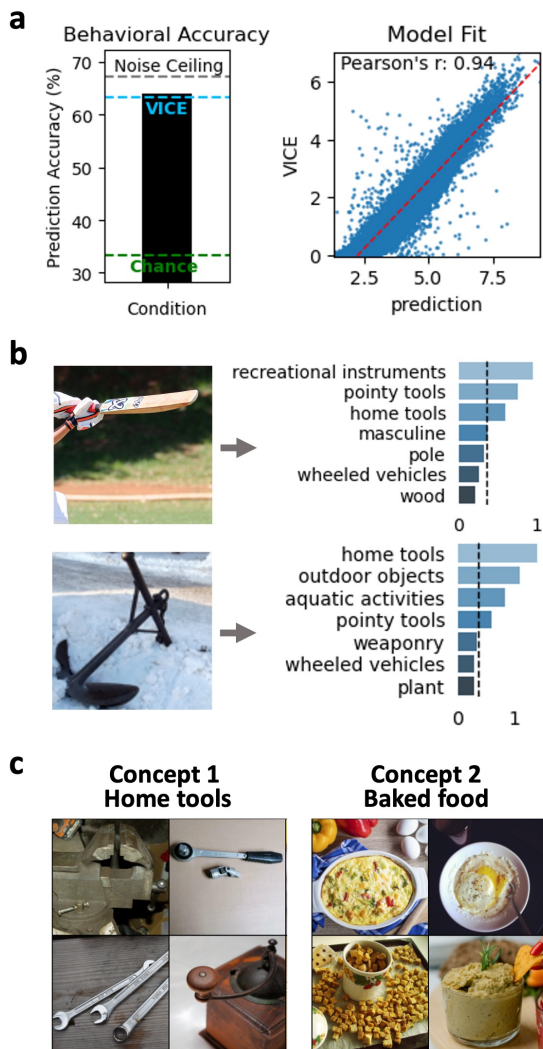 a
Behavioral Accuracy
70
60
50
40
30
Prediction Accuracy (%)
Noise Ceiling
VICE
Chance
Condition
Model Fit
Pearson's r: 0.94
6
4
2
0
VICE
2.5 5.0 7.5
prediction
b
recreational instruments
pointy tools
home tools
masculine
pole
wheeled vehicles
wood
0 1
home tools
outdoor objects
aquatic activities
pointy tools
weaponry
wheeled vehicles
plant
0 1
c
Concept 1
Home tools
Concept 2
Baked food